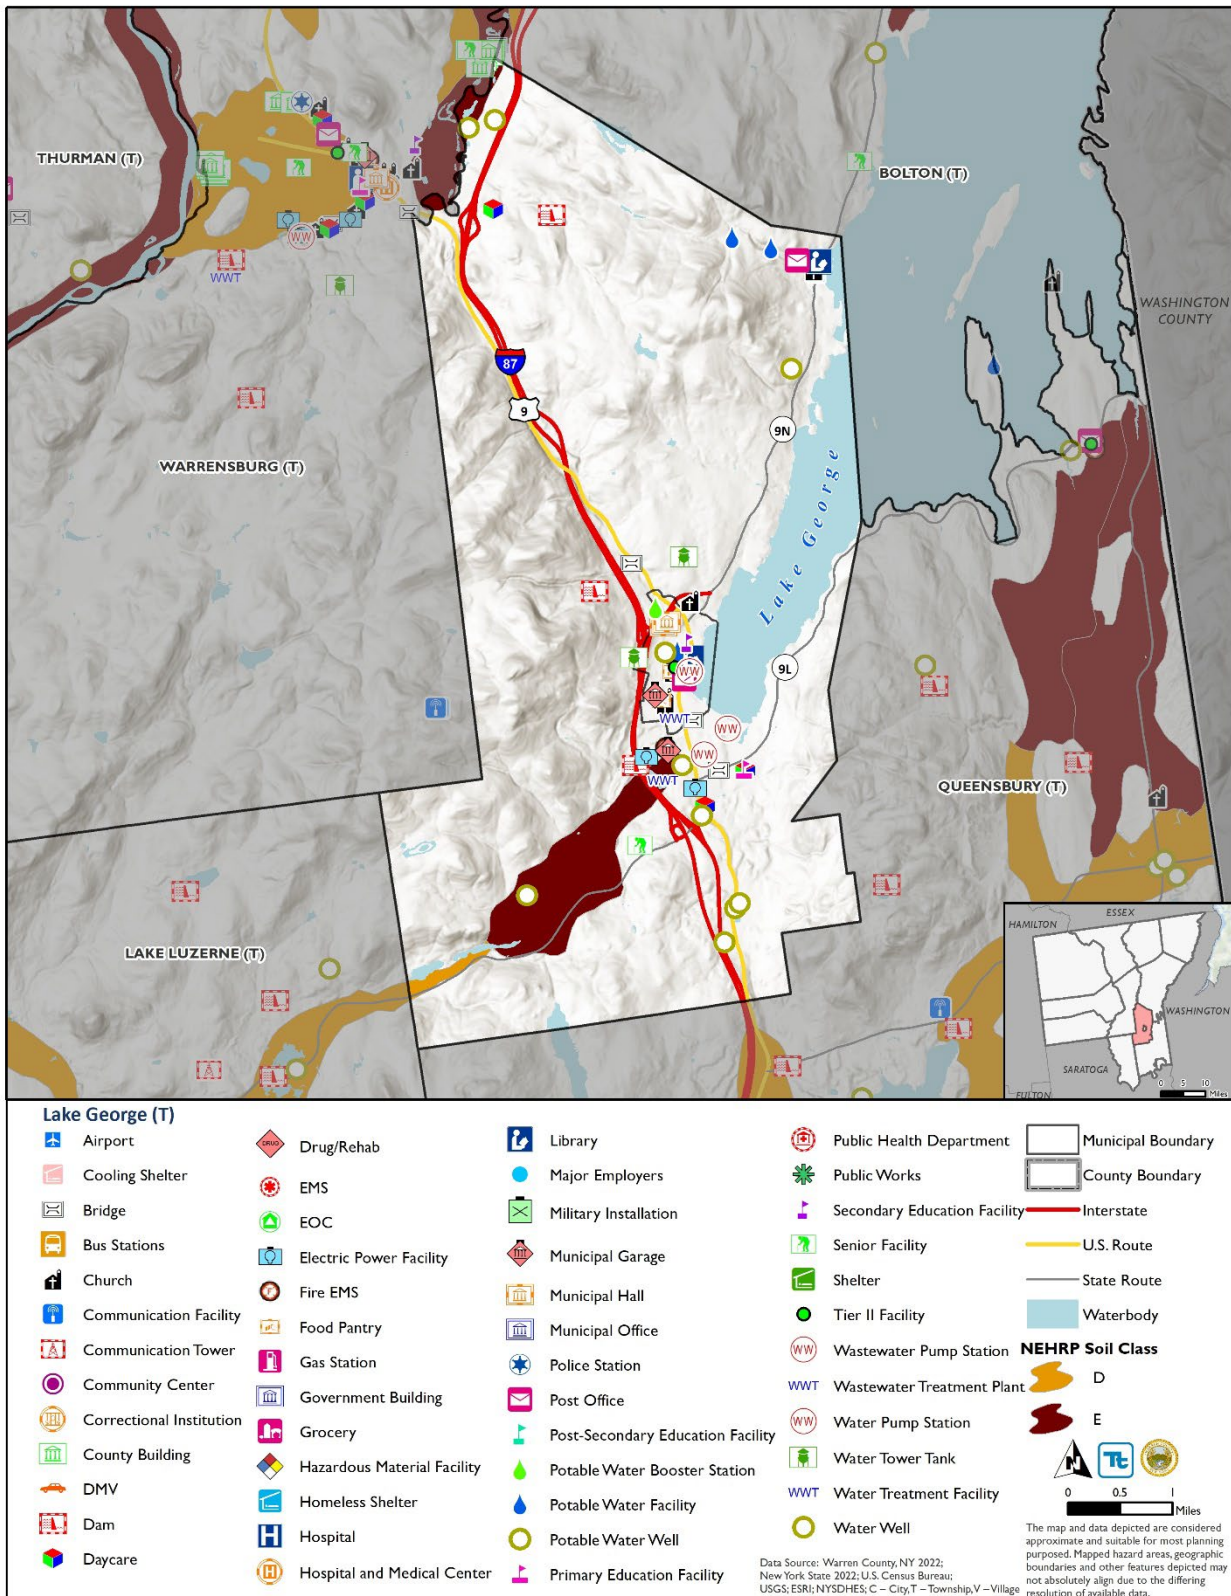 THURMAN (T)
BOLTON (T)
WASHINGTON
COUNTY
WWT
87
9
9N
WARRENSBURG (T)
Lake George
9L
WW
WWT
WW
WW
WWT
QUEENSBURY (T)
LAKE LUZERNE (T)
HAMILTON
ESSEX
WASHINGTON
SARATOGA
FULTON
0 5 10
Miles
Lake George (T)
Airport
Cooling Shelter
Bridge
Bus Stations
Church
Communication Facility
Communication Tower
Community Center
Correctional Institution
County Building
DMV
Dam
Daycare
DRUG
Drug/Rehab
EMS
EOC
Electric Power Facility
Fire EMS
Food Pantry
Gas Station
Government Building
Grocery
Hazardous Material Facility
Homeless Shelter
H Hospital
H Hospital and Medical Center
Library
Major Employers
Military Installation
Municipal Garage
Municipal Hall
Municipal Office
Police Station
Post Office
Post-Secondary Education Facility
Potable Water Booster Station
Potable Water Facility
Potable Water Well
Primary Education Facility
Public Health Department
Public Works
Secondary Education Facility
Senior Facility
Shelter
Tier II Facility
WW Wastewater Pump Station
WWT Wastewater Treatment Plant
WW Water Pump Station
Water Tower Tank
WWT Water Treatment Facility
Water Well
Municipal Boundary
County Boundary
Interstate
U.S. Route
State Route
Waterbody
NEHRP Soil Class
D
E
N
Tt
0 0.5 1
Miles
Data Source: Warren County, NY 2022;
New York State 2022; U.S. Census Bureau;
USGS; ESRI; NYSDHES; C – City, T – Township, V – Village
The map and data depicted are considered
approximate and suitable for most planning
purposed. Mapped hazard areas, geographic
boundaries and other features depicted may
not absolutely align due to the differing
resolution of available data.